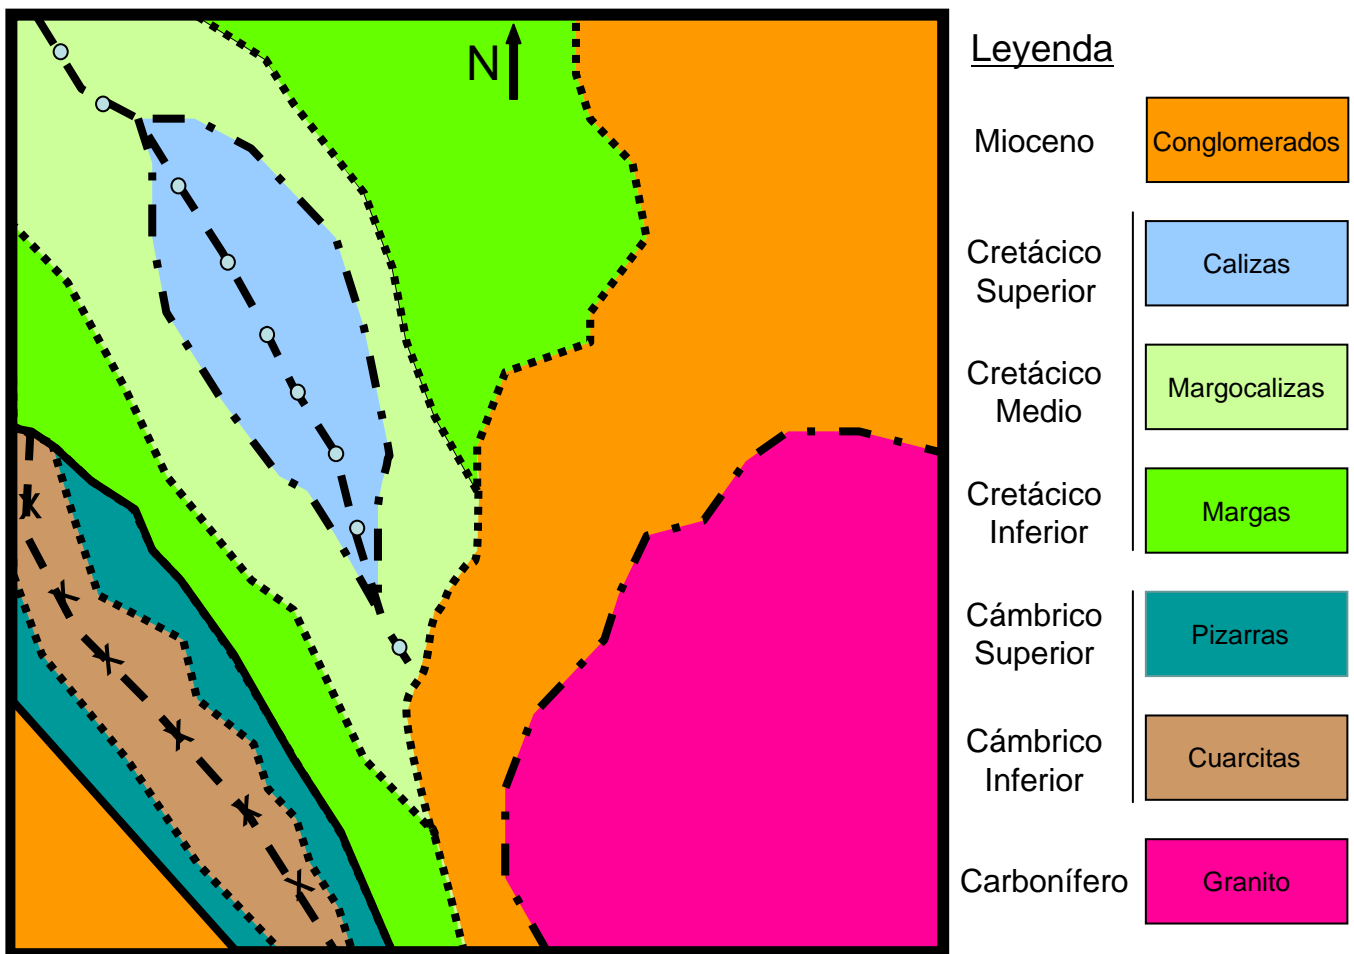 N
Leyenda
Mioceno
Conglomerados
Cretácico
Superior
Calizas
Cretácico
Medio
Margocalizas
Cretácico
Inferior
Margas
Cámbrico
Superior
Pizarras
Cámbrico
Inferior
Cuarcitas
Carbonífero
Granito